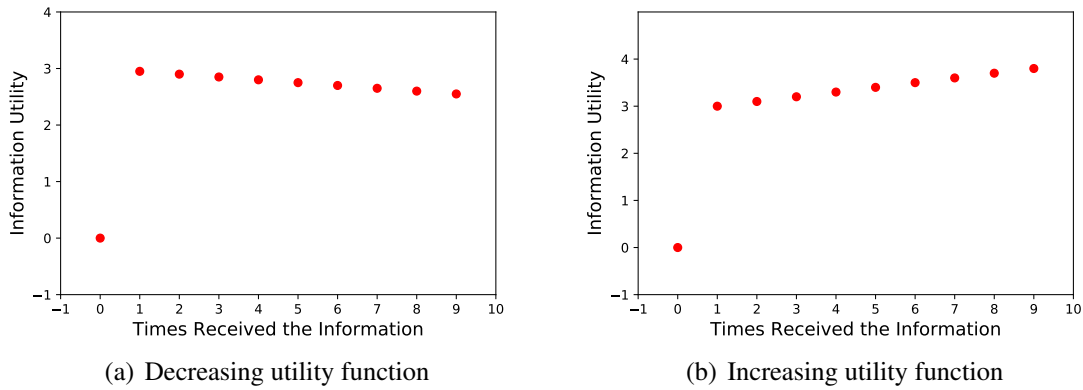 4
3
2
1
0
−1
−1 0 1 2 3 4 5 6 7 8 9 10
Information Utility
Times Received the Information
(a) Decreasing utility function
4
3
2
1
0
−1
−1 0 1 2 3 4 5 6 7 8 9 10
Information Utility
Times Received the Information
(b) Increasing utility function